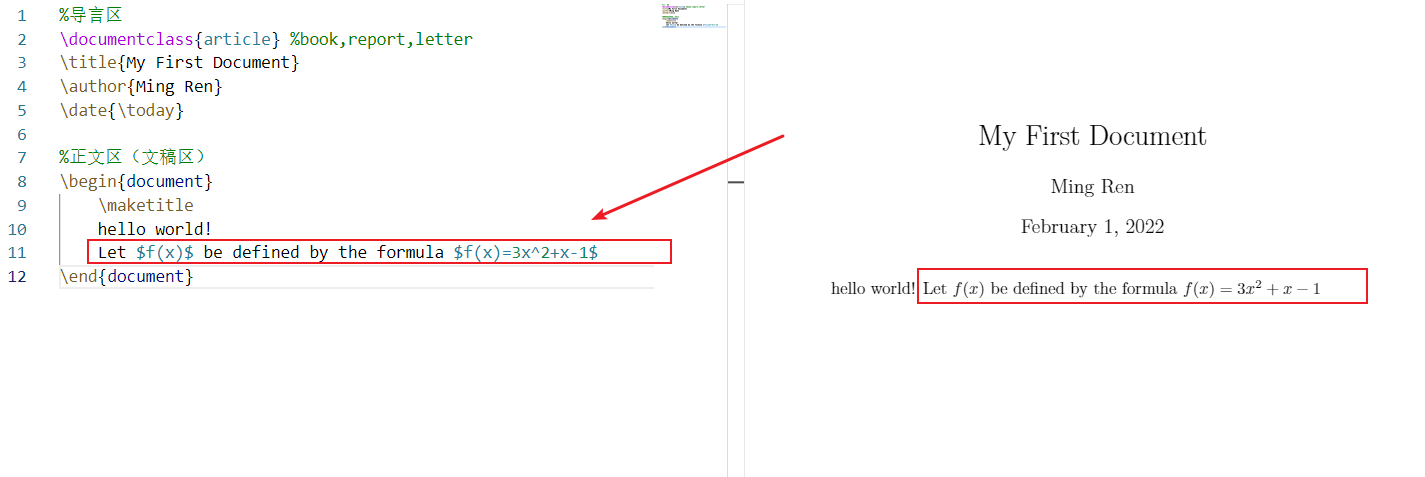 1 %导言区
2 \documentclass{article} %book,report,letter
3 \title{My First Document}
4 \author{Ming Ren}
5 \date{\today}
6
7 %正文区（文稿区）
8 \begin{document}
9 \maketitle
10 hello world!
11 Let $f(x)$ be defined by the formula $f(x)=3x^2+x-1$
12 \end{document}
My First Document
Ming Ren
February 1, 2022
hello world! Let f(x) be defined by the formula f(x) = 3x² + x − 1